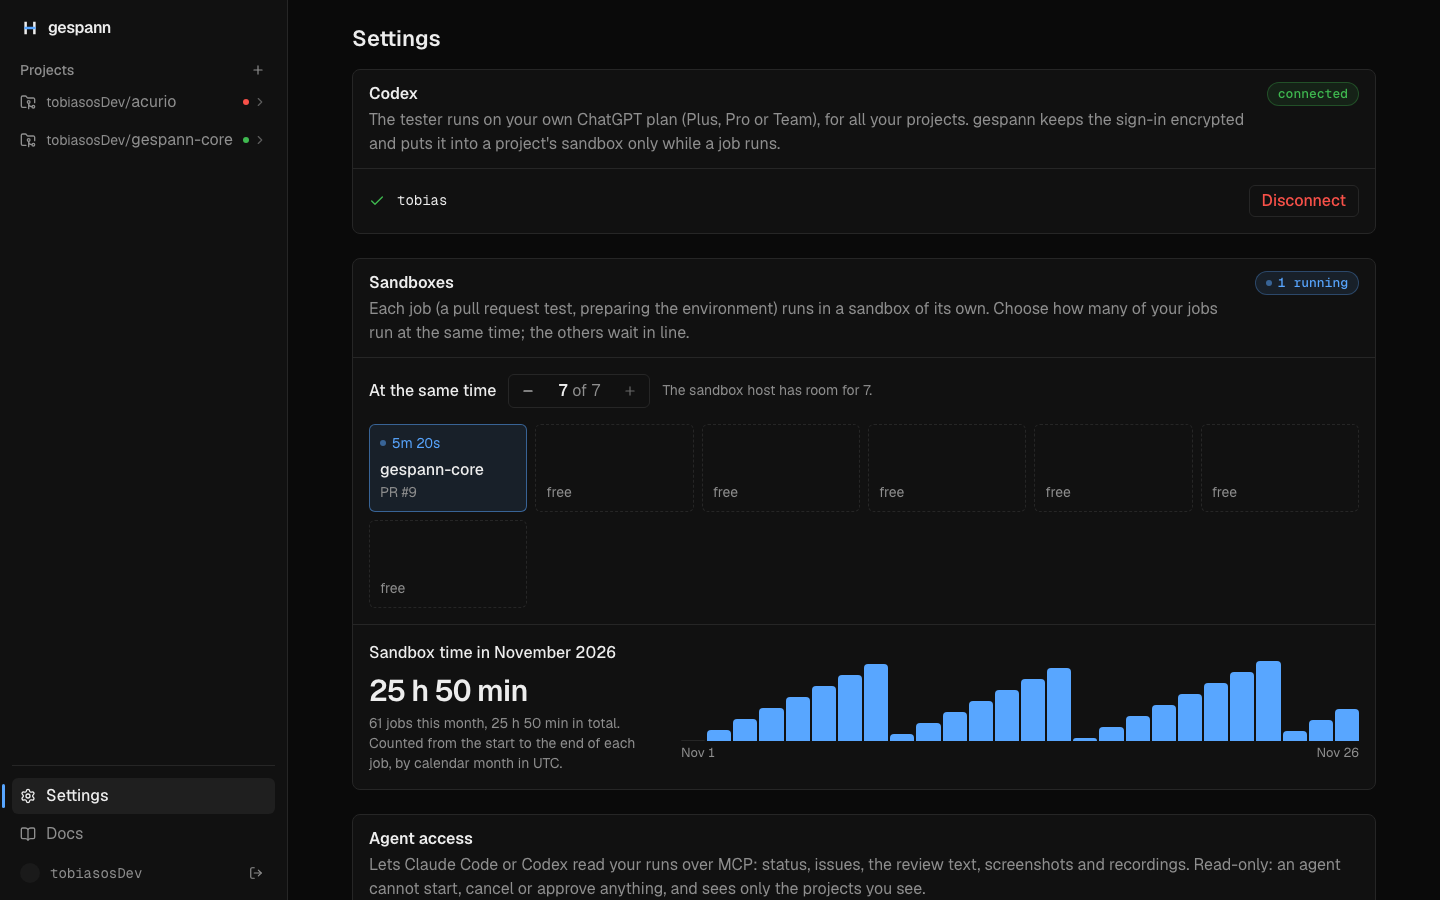 gespann
Projects
tobiasosDev/acurio
tobiasosDev/gespann-core
Settings
Docs
tobiasosDev
Settings
Codex
connected
The tester runs on your own ChatGPT plan (Plus, Pro or Team), for all your projects. gespann keeps the sign-in encrypted
and puts it into a project's sandbox only while a job runs.
tobias
Disconnect
Sandboxes
1 running
Each job (a pull request test, preparing the environment) runs in a sandbox of its own. Choose how many of your jobs
run at the same time; the others wait in line.
At the same time
− 7 of 7 +
The sandbox host has room for 7.
5m 20s
gespann-core
PR #9
free
free
free
free
free
free
Sandbox time in November 2026
25 h 50 min
61 jobs this month, 25 h 50 min in total.
Counted from the start to the end of each
job, by calendar month in UTC.
Nov 1
Nov 26
Agent access
Lets Claude Code or Codex read your runs over MCP: status, issues, the review text, screenshots and recordings. Read-only: an agent
cannot start, cancel or approve anything, and sees only the projects you see.